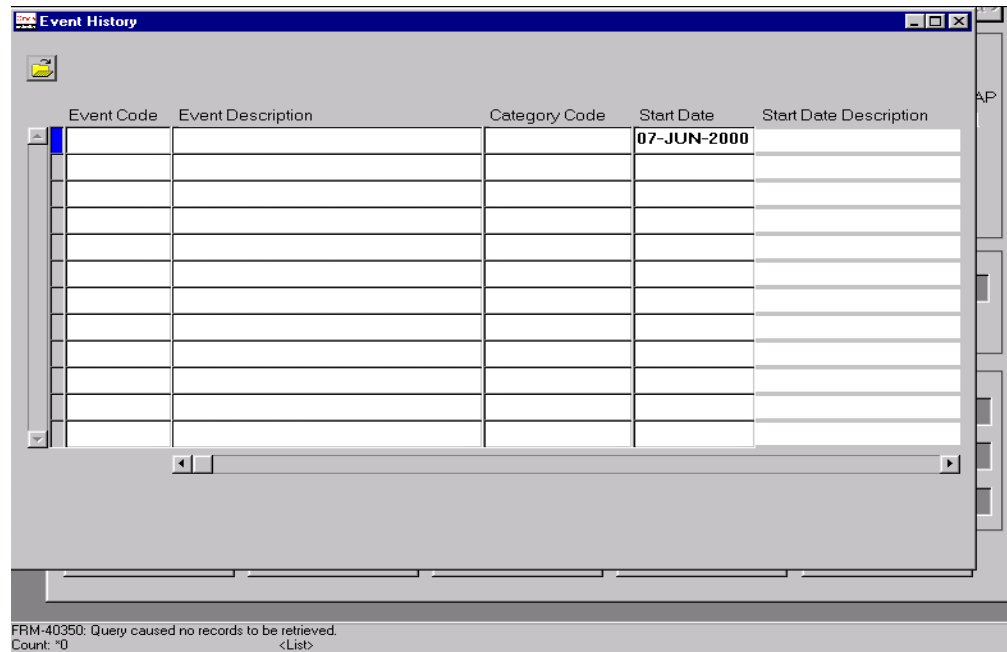 Event History
AP
Event Code Event Description Category Code Start Date Start Date Description
07-JUN-2000
FRM-40350: Query caused no records to be retrieved.
Count: *0 <List>